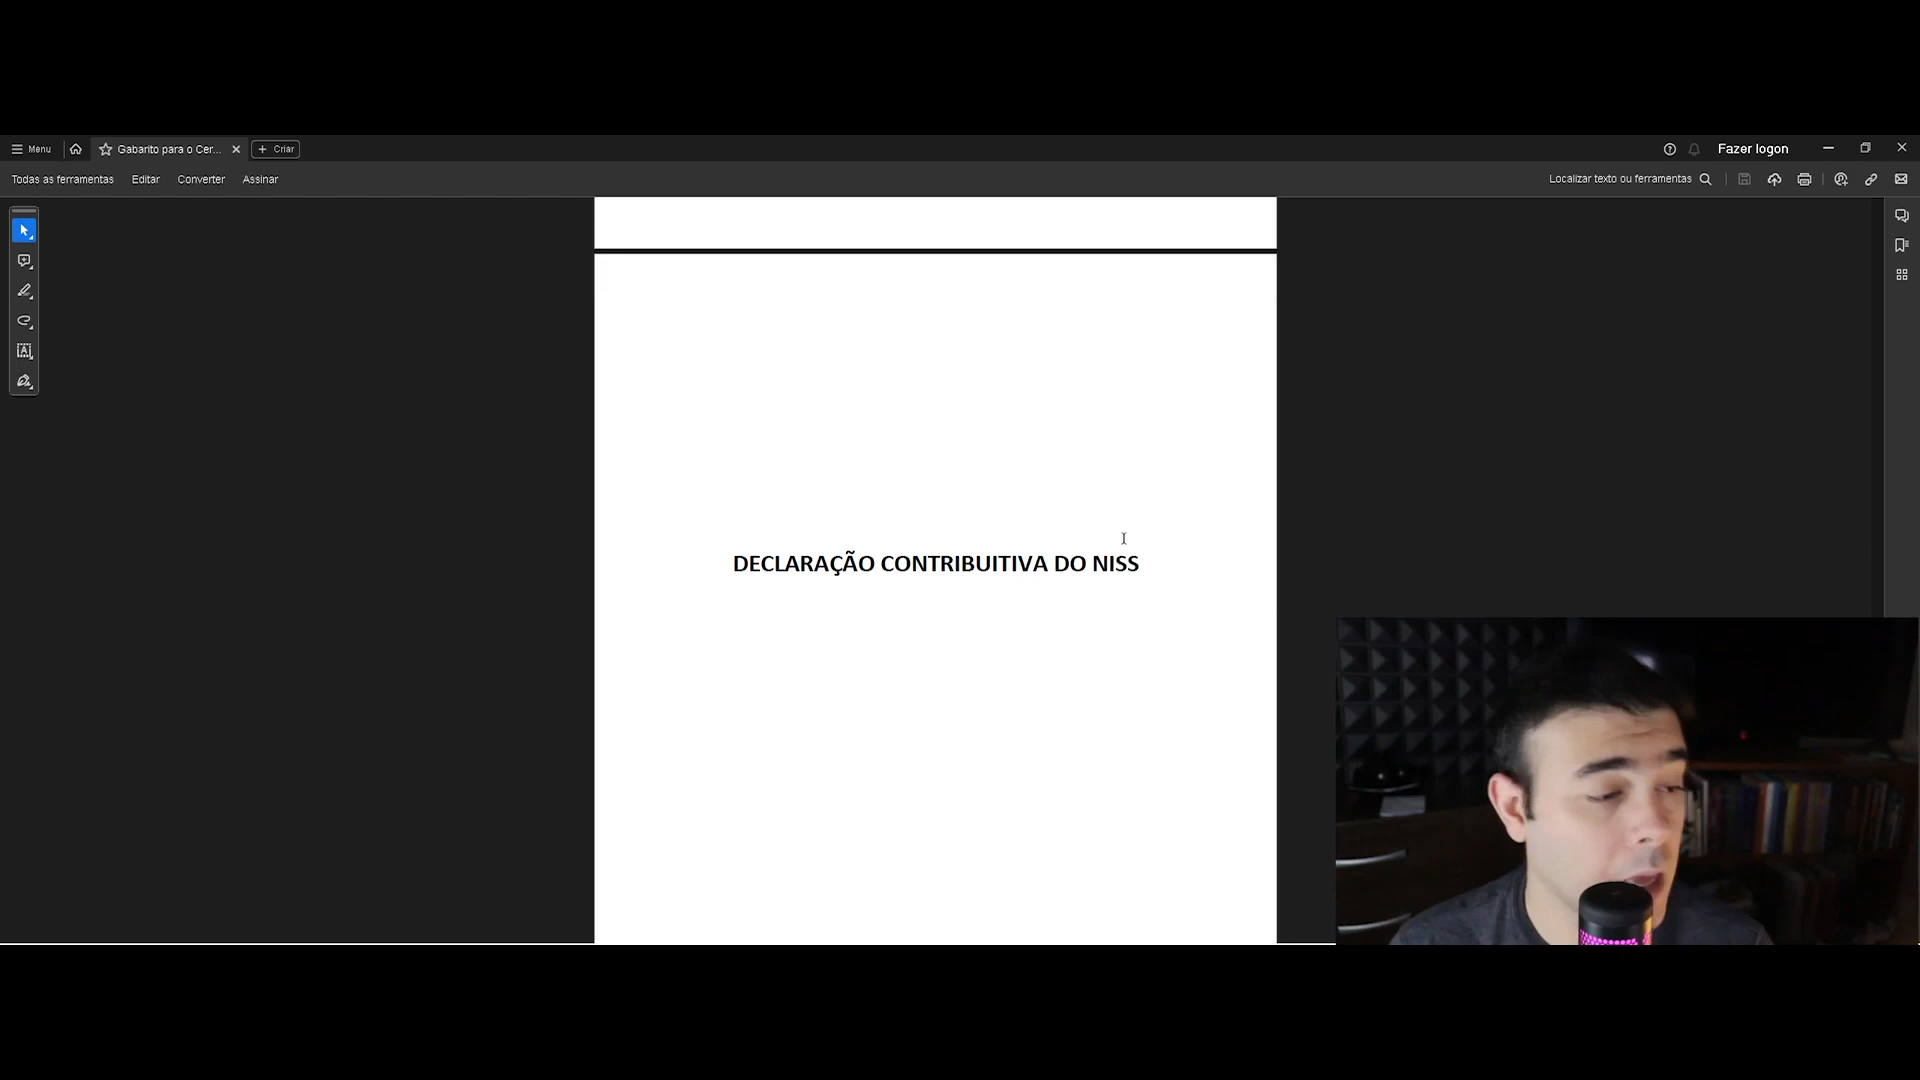 Menu
Gabarito para o Cer...
Criar
Fazer logon
Todas as ferramentas
Editar
Converter
Assinar
Localizar texto ou ferramentas
DECLARAÇÃO CONTRIBUITIVA DO NISS